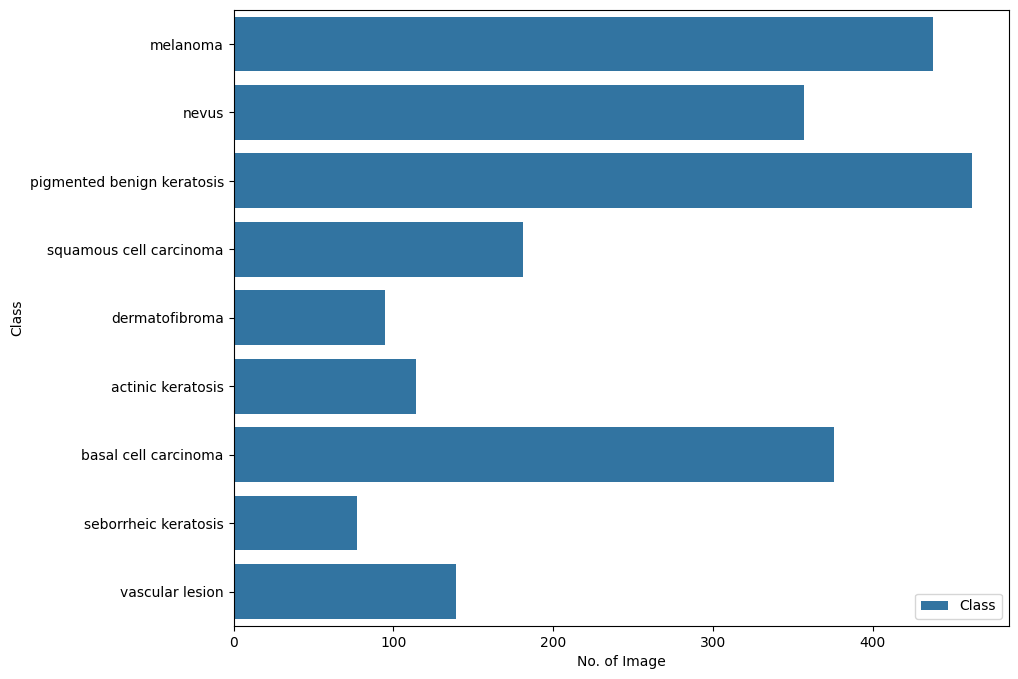 melanoma
nevus
pigmented benign keratosis
squamous cell carcinoma
dermatofibroma
actinic keratosis
basal cell carcinoma
seborrheic keratosis
vascular lesion
Class
Class
0 100 200 300 400
No. of Image